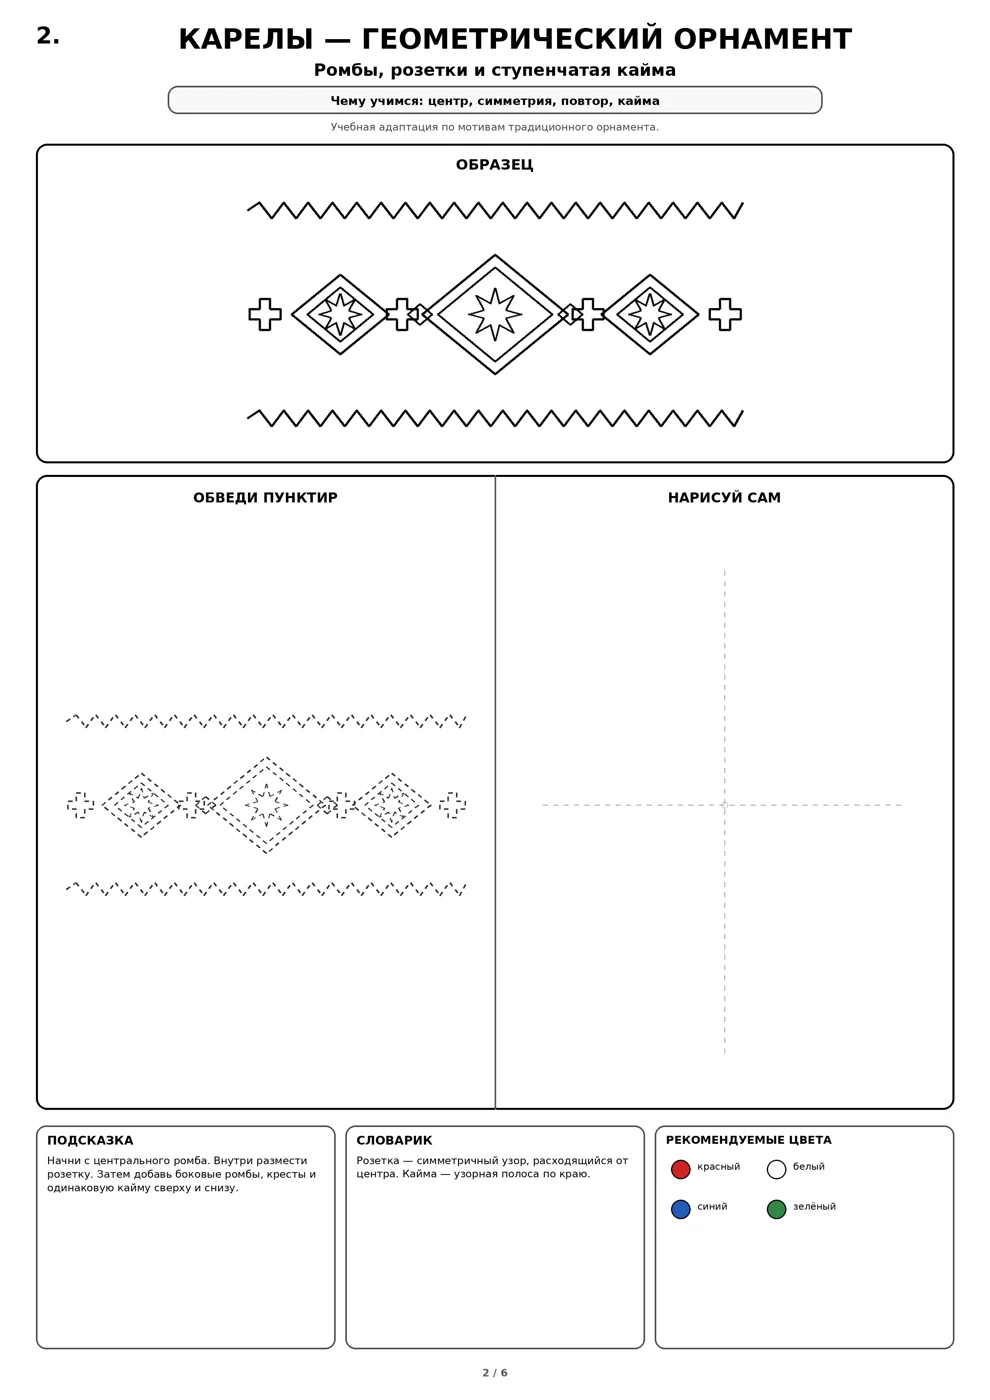 2.
КАРЕЛЫ — ГЕОМЕТРИЧЕСКИЙ ОРНАМЕНТ
Ромбы, розетки и ступенчатая кайма
Чему учимся: центр, симметрия, повтор, кайма
Учебная адаптация по мотивам традиционного орнамента.
ОБРАЗЕЦ
ОБВЕДИ ПУНКТИР
НАРИСУЙ САМ
ПОДСКАЗКА
Начни с центрального ромба. Внутри размести
розетку. Затем добавь боковые ромбы, кресты и
одинаковую кайму сверху и снизу.
СЛОВАРИК
Розетка — симметричный узор, расходящийся от
центра. Кайма — узорная полоса по краю.
РЕКОМЕНДУЕМЫЕ ЦВЕТА
красный
белый
синий
зелёный
2 / 6